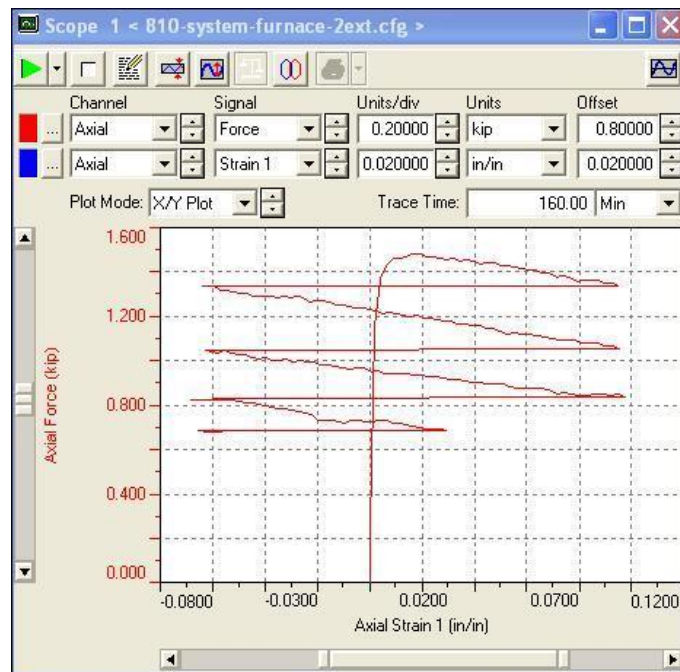 Scope 1 < 810-system-furnace-2ext.cfg >
Channel Signal Units/div Units Offset
... Axial Force 0.20000 kip 0.80000
... Axial Strain 1 0.020000 in/in 0.020000
Plot Mode: X/Y Plot Trace Time: 160.00 Min
1.600
1.200
0.800
0.400
0.000
Axial Force (kip)
-0.0800 -0.0300 0.0200 0.0700 0.1200
Axial Strain 1 (in/in)